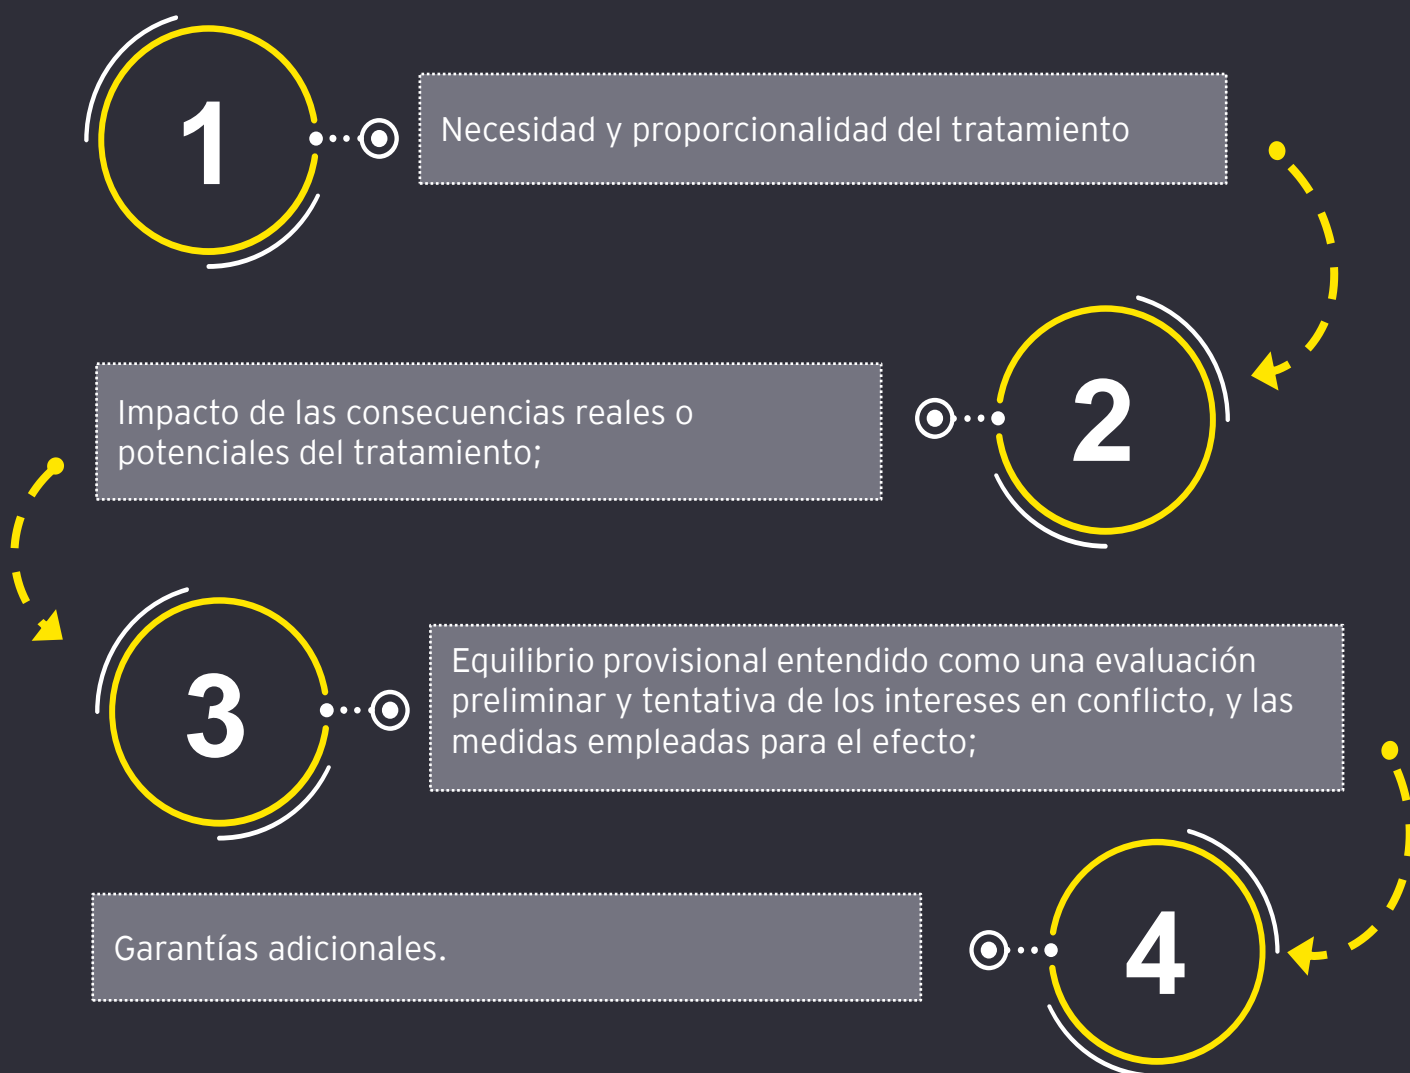 1
Necesidad y proporcionalidad del tratamiento
2
Impacto de las consecuencias reales o
potenciales del tratamiento;
3
Equilibrio provisional entendido como una evaluación
preliminar y tentativa de los intereses en conflicto, y las
medidas empleadas para el efecto;
4
Garantías adicionales.